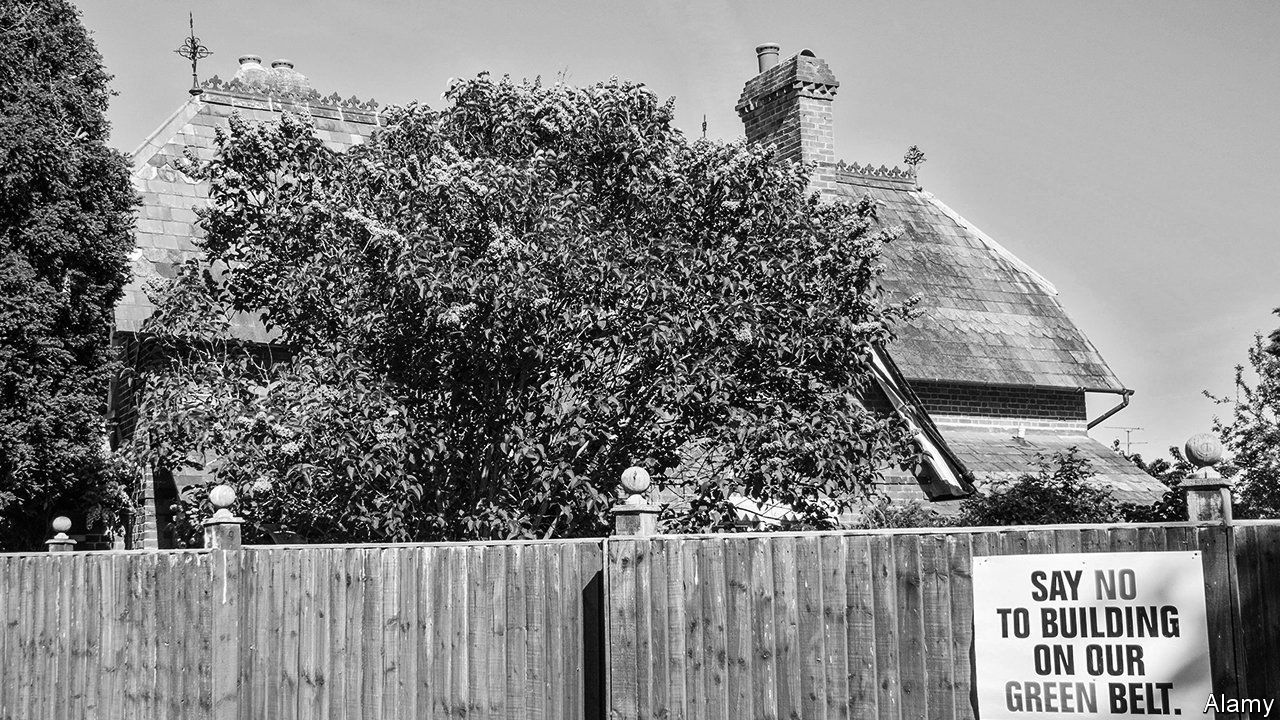 SAY NO
TO BUILDING
ON OUR
GREEN BELT.
Alamy